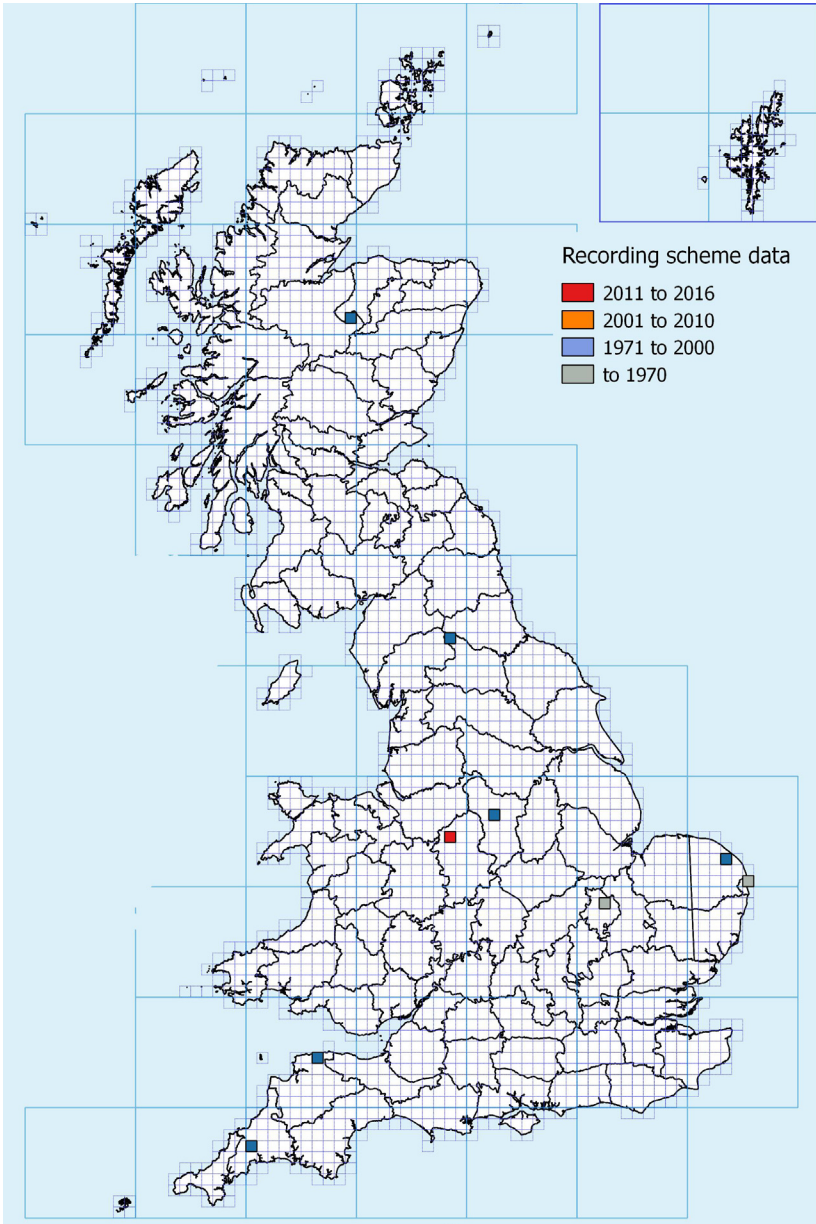 Recording scheme data
2011 to 2016
2001 to 2010
1971 to 2000
to 1970